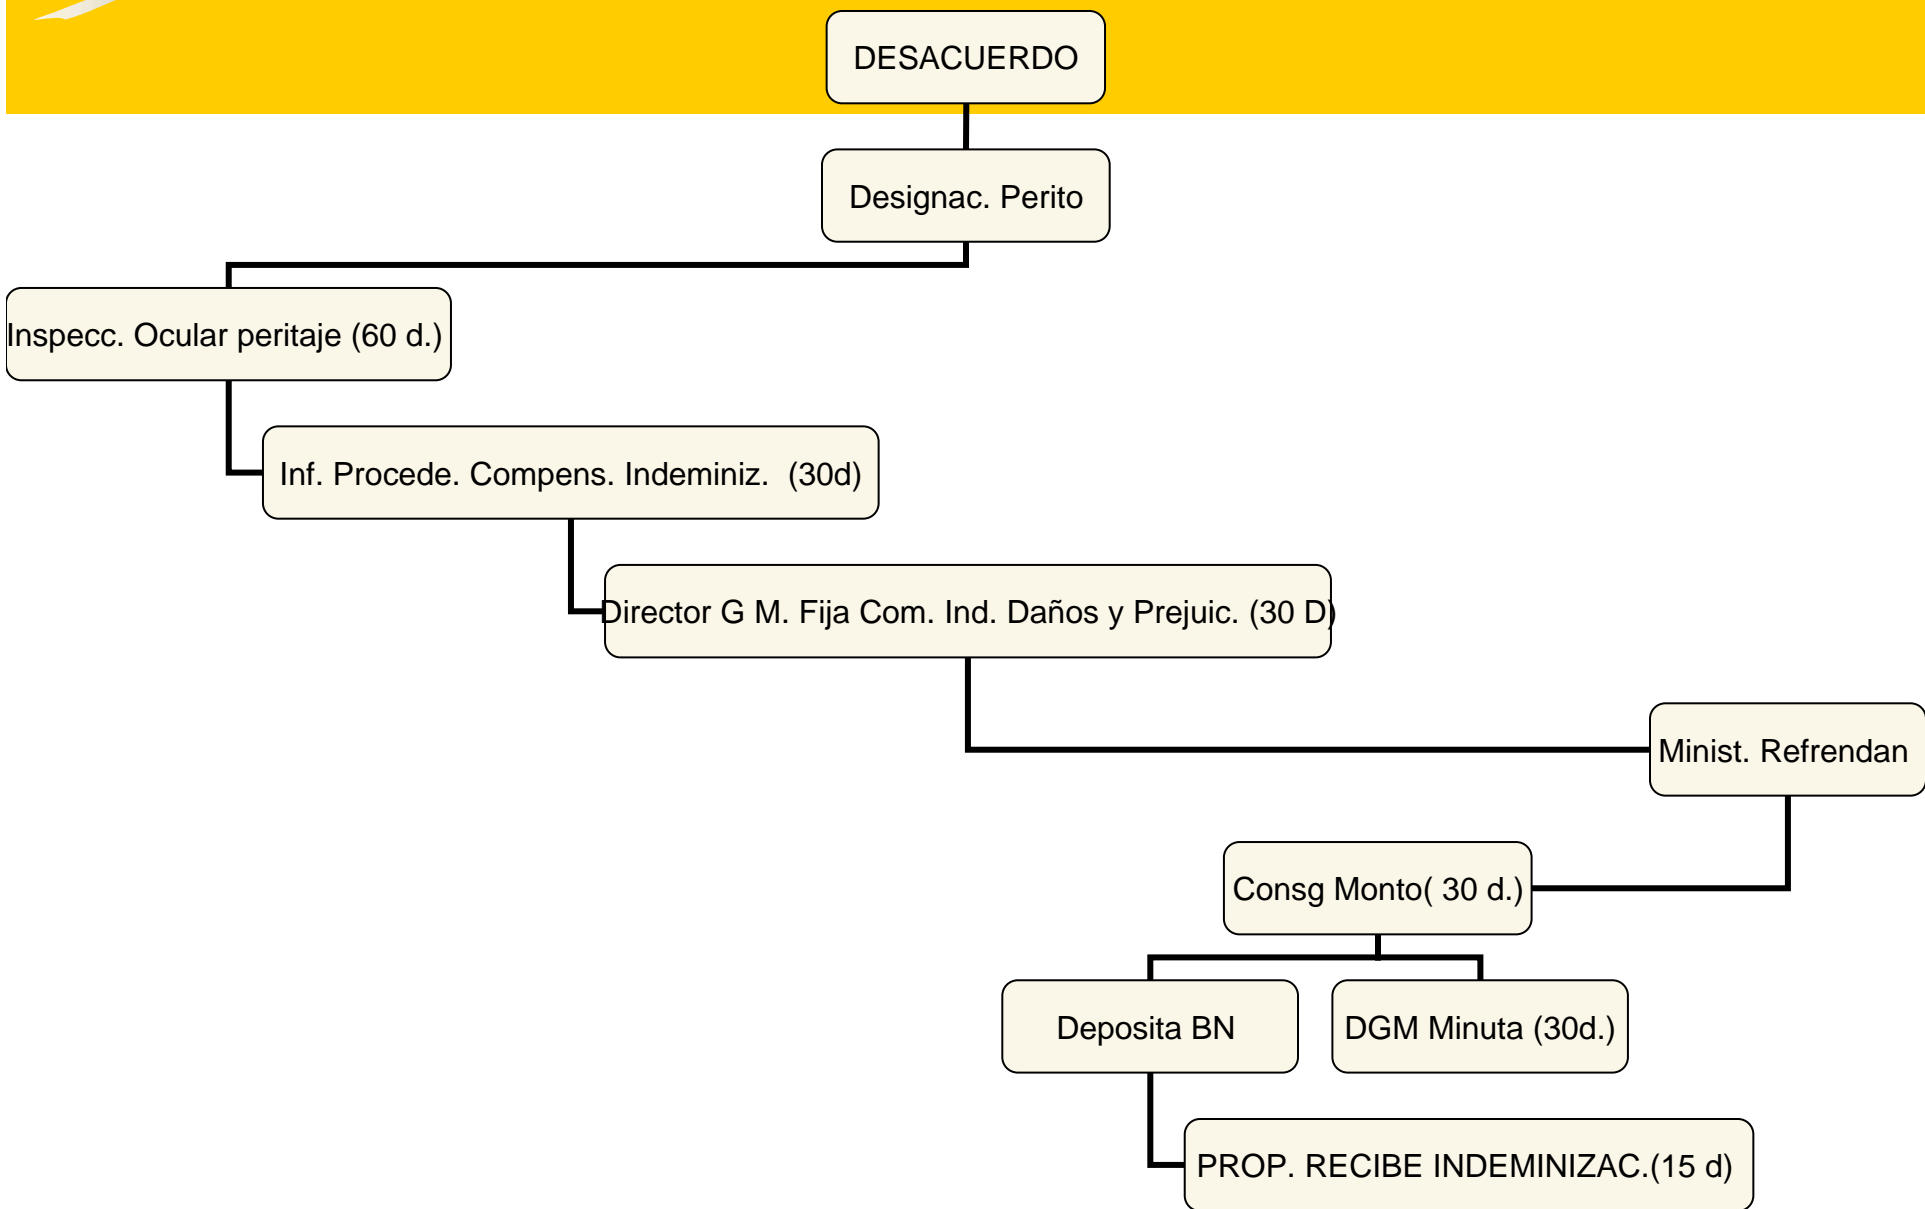 DESACUERDO
Designac. Perito
Inspecc. Ocular peritaje (60 d.)
Inf. Procede. Compens. Indeminiz.  (30d)
Director G M. Fija Com. Ind. Daños y Prejuic. (30 D)
Minist. Refrendan
Consg Monto( 30 d.)
Deposita BN
DGM Minuta (30d.)
PROP. RECIBE INDEMINIZAC.(15 d)